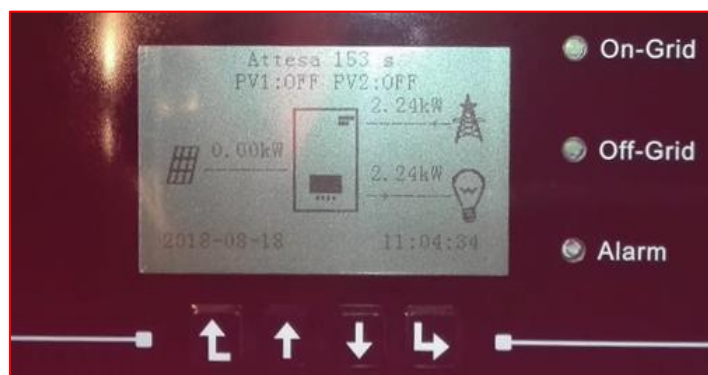 Attesa 153 s
PV1:OFF PV2:OFF
2.24kW
0.00kW
2.24kW
2018-08-18 11:04:34
On-Grid
Off-Grid
Alarm